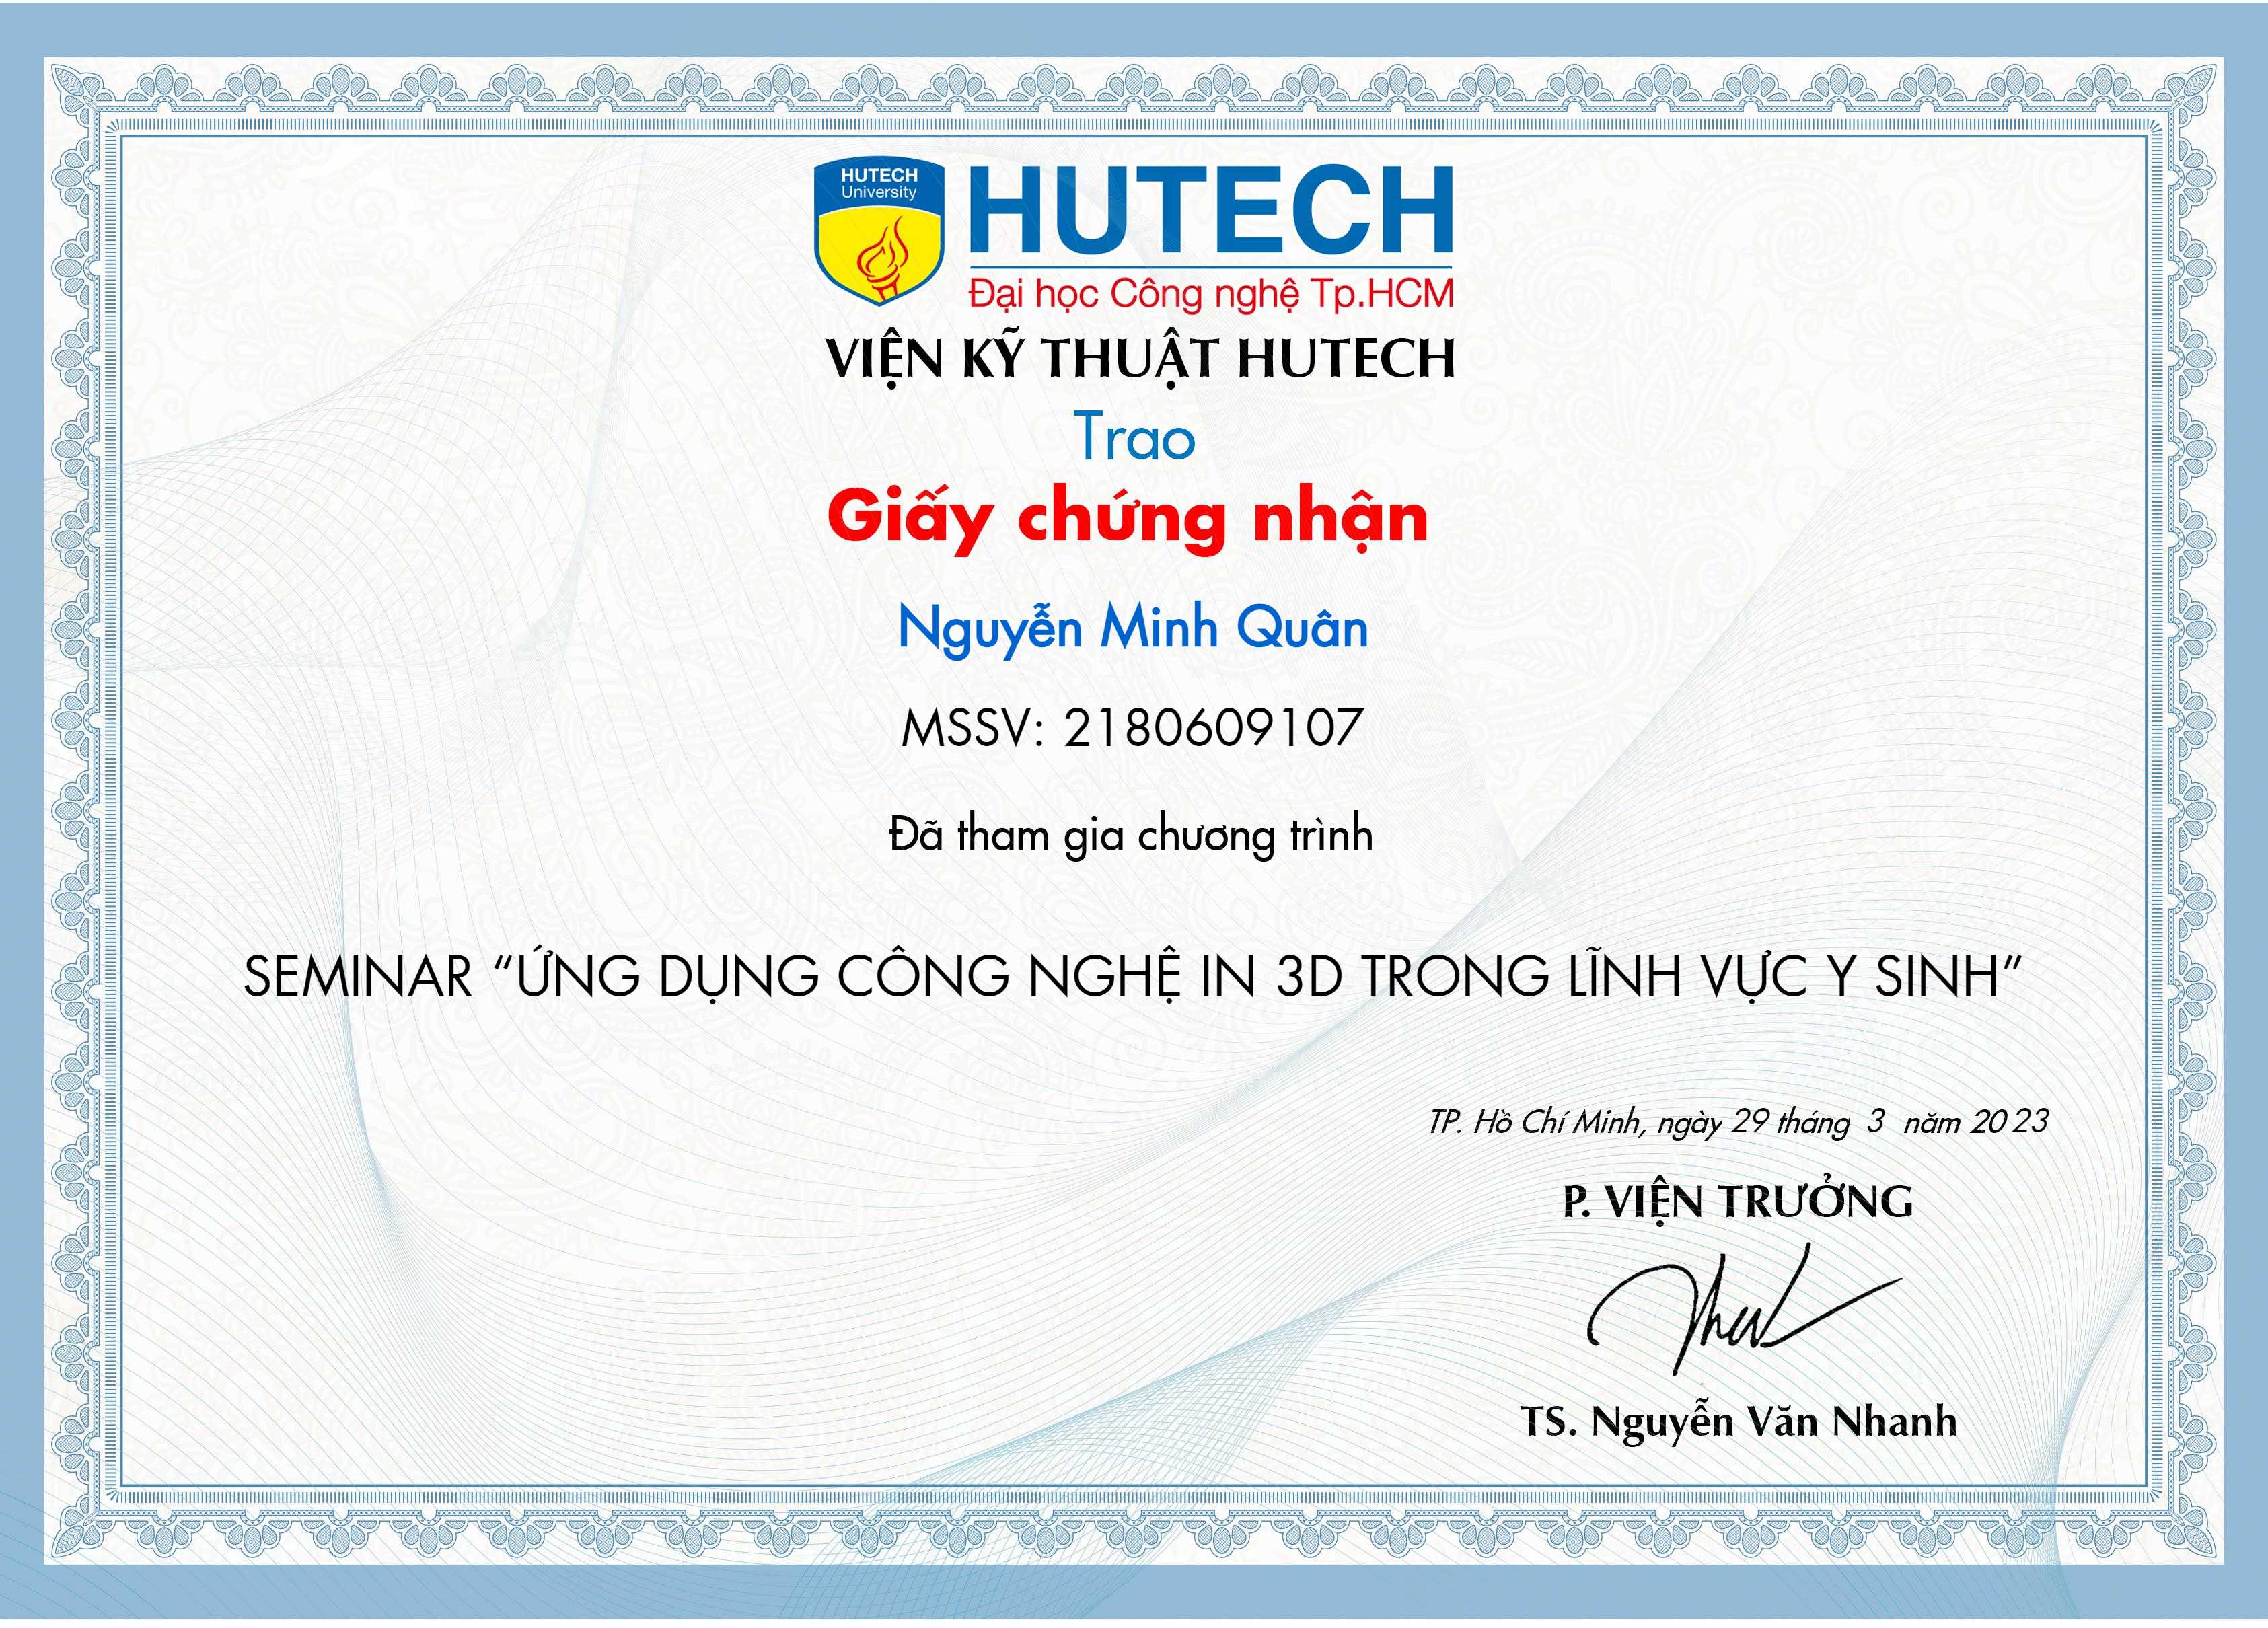 HUTECH
University
HUTECH
Đại học Công nghệ Tp.HCM
VIỆN KỸ THUẬT HUTECH
Trao
Giấy chứng nhận
Nguyễn Minh Quân
MSSV: 2180609107
Đã tham gia chương trình
SEMINAR “ỨNG DỤNG CÔNG NGHỆ IN 3D TRONG LĨNH VỰC Y SINH”
TP. Hồ Chí Minh, ngày 29 tháng 3 năm 2023
P. VIỆN TRƯỞNG
TS. Nguyễn Văn Nhanh